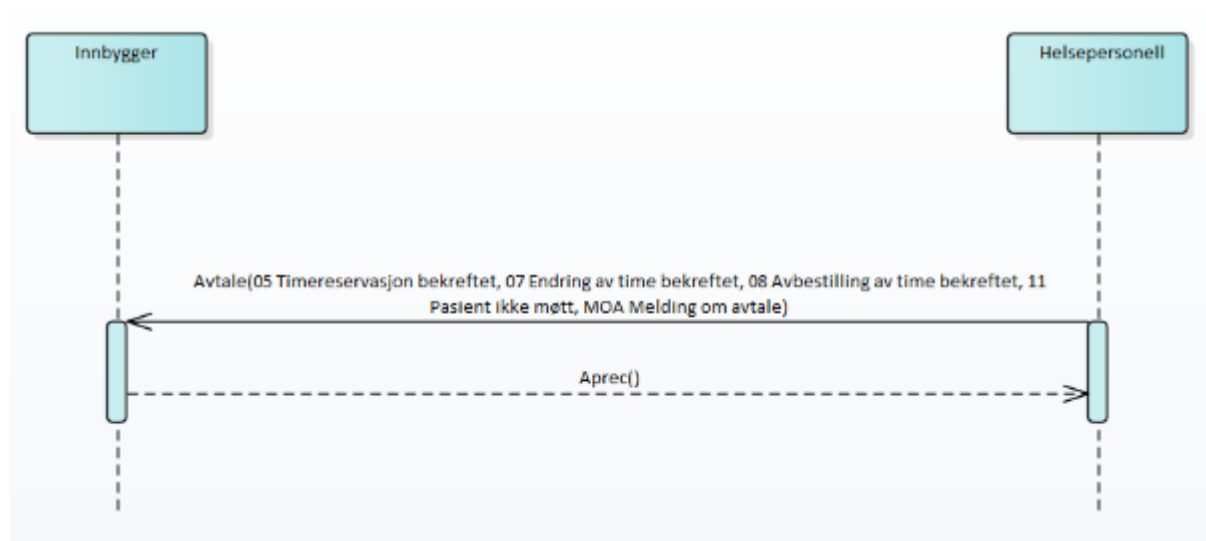 Innbygger
Helsepersonell
Avtale(05 Timereservasjon bekreftet, 07 Endring av time bekreftet, 08 Avbestilling av time bekreftet, 11
Pasient ikke møtt, MOA Melding om avtale)
Aprec()